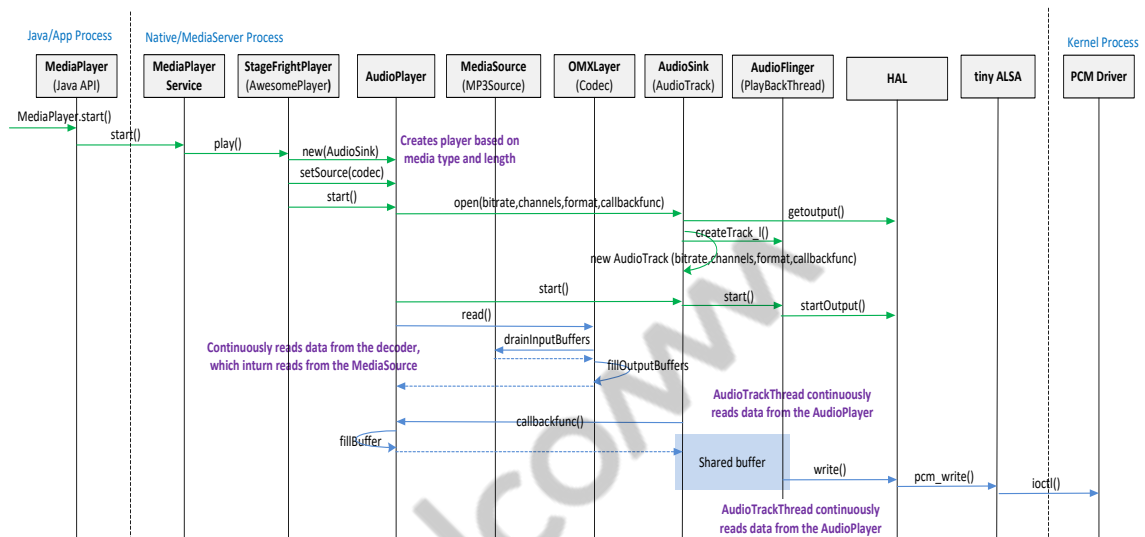 Java/App Process
Native/MediaServer Process
Kernel Process
MediaPlayer
(Java API)
MediaPlayer
Service
StageFrightPlayer
(AwesomePlayer)
AudioPlayer
MediaSource
(MP3Source)
OMXLayer
(Codec)
AudioSink
(AudioTrack)
AudioFlinger
(PlayBackThread)
HAL
tiny ALSA
PCM Driver
MediaPlayer.start()
start()
play()
new(AudioSink)
Creates player based on
media type and length
setSource(codec)
start()
open(bitrate,channels,format,callbackfunc)
getoutput()
createTrack_l()
new AudioTrack (bitrate,channels,format,callbackfunc)
start()
start()
startOutput()
read()
drainInputBuffers
Continuously reads data from the decoder,
which inturn reads from the MediaSource
fillOutputBuffers
AudioTrackThread continuously
reads data from the AudioPlayer
callbackfunc()
fillBuffer
Shared buffer
write()
pcm_write()
ioctl()
AudioTrackThread continuously
reads data from the AudioPlayer